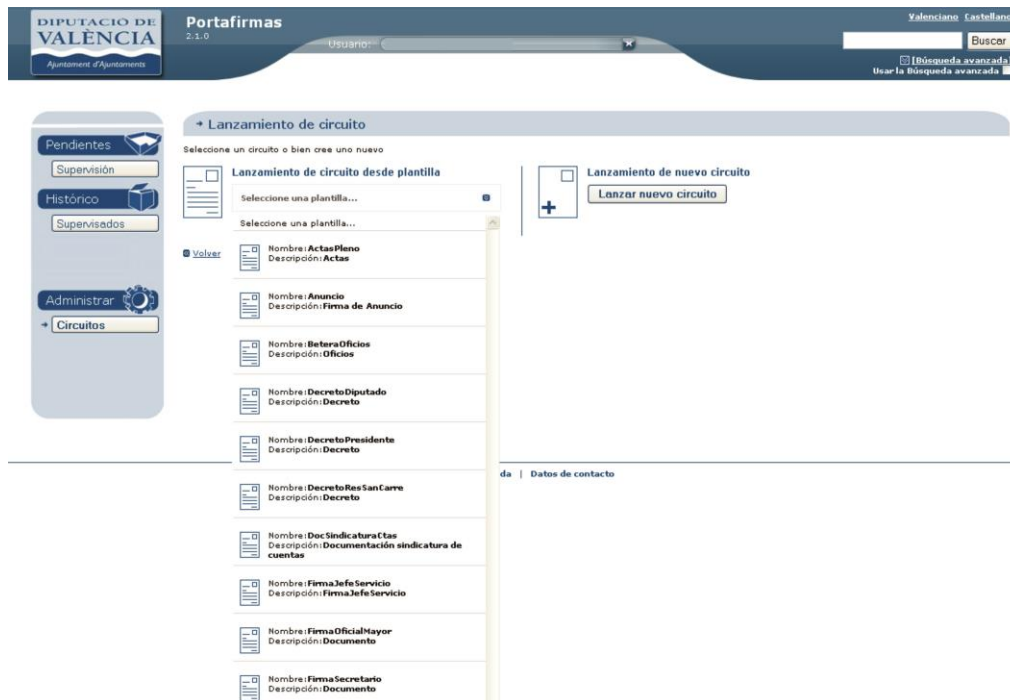 DIPUTACIÓ DE
VALÈNCIA
Ajuntament d'Ajuntaments
Portafirmas
2.1.0
Usuario:
Valenciano Castellano
Buscar
[Búsqueda avanzada]
Usar la Búsqueda avanzada
Pendientes
Supervisión
Histórico
Supervisados
Administrar
Circuitos
Lanzamiento de circuito
Seleccione un circuito o bien cree uno nuevo
Lanzamiento de circuito desde plantilla
Seleccione una plantilla...
Seleccione una plantilla...
Volver
Nombre:ActasPleno
Descripción:Actas
Nombre:Anuncio
Descripción:Firma de Anuncio
Nombre:BeteraOficios
Descripción:Oficios
Nombre:DecretoDiputado
Descripción:Decreto
Nombre:DecretoPresidente
Descripción:Decreto
Nombre:DecretoResSanCarre
Descripción:Decreto
Nombre:DocSindicaturaCtas
Descripción:Documentación sindicatura de
cuentas
Nombre:FirmaJefeServicio
Descripción:FirmaJefeServicio
Nombre:FirmaOficialMayor
Descripción:Documento
Nombre:FirmaSecretario
Descripción:Documento
Lanzamiento de nuevo circuito
Lanzar nuevo circuito
da | Datos de contacto